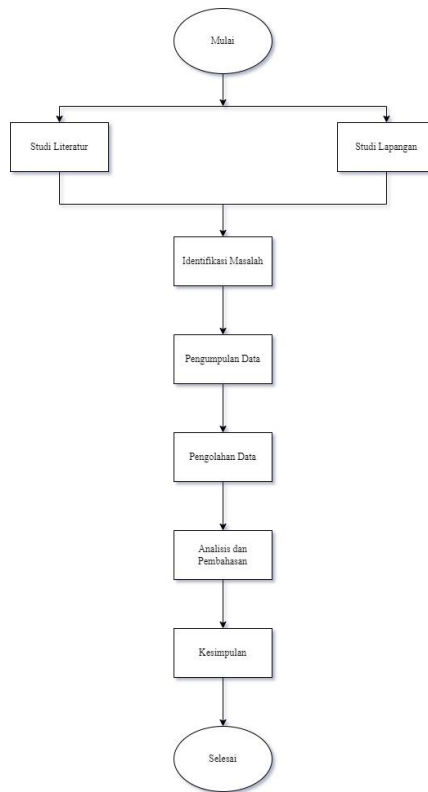 Mulai
Studi Literatur
Studi Lapangan
Identifikasi Masalah
Pengumpulan Data
Pengolahan Data
Analisis dan
Pembahasan
Kesimpulan
Selesai